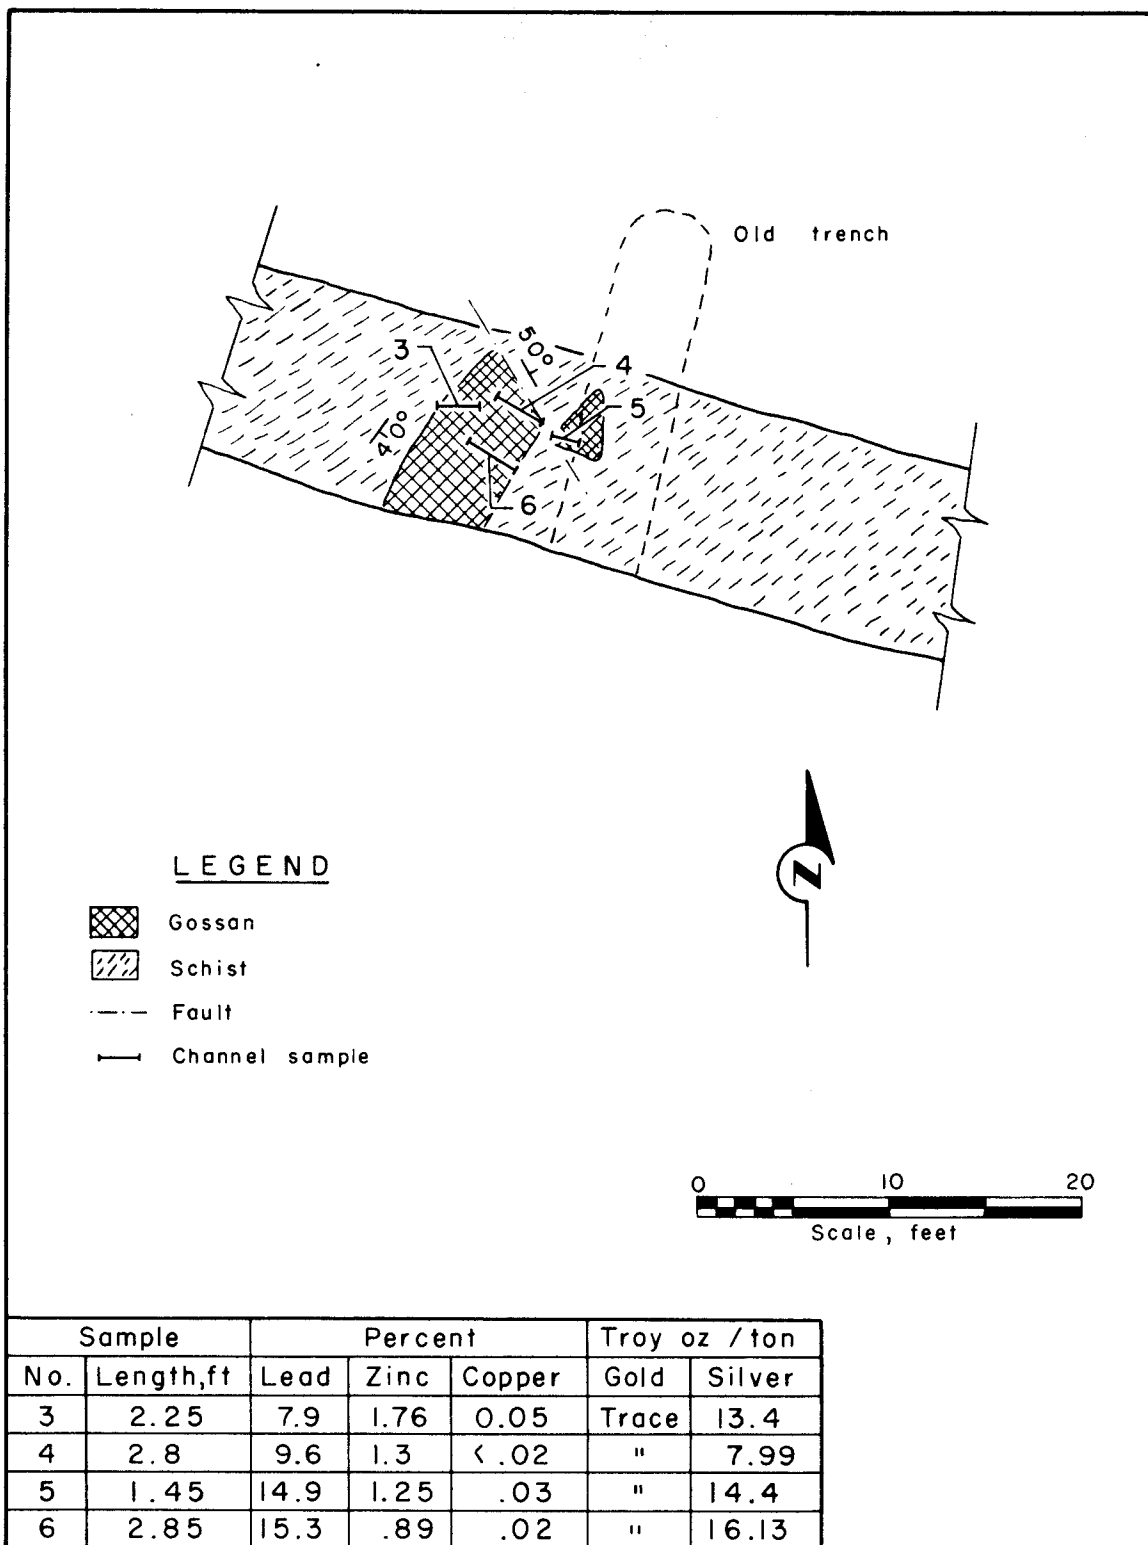 Old trench
50°
3
4
5
40°
6
N
LEGEND
Gossan
Schist
Fault
Channel sample
0 10 20
Scale, feet
Sample Percent Troy oz / ton
No. Length,ft Lead Zinc Copper Gold Silver
3 2.25 7.9 1.76 0.05 Trace 13.4
4 2.8 9.6 1.3 < .02 " 7.99
5 1.45 14.9 1.25 .03 " 14.4
6 2.85 15.3 .89 .02 " 16.13